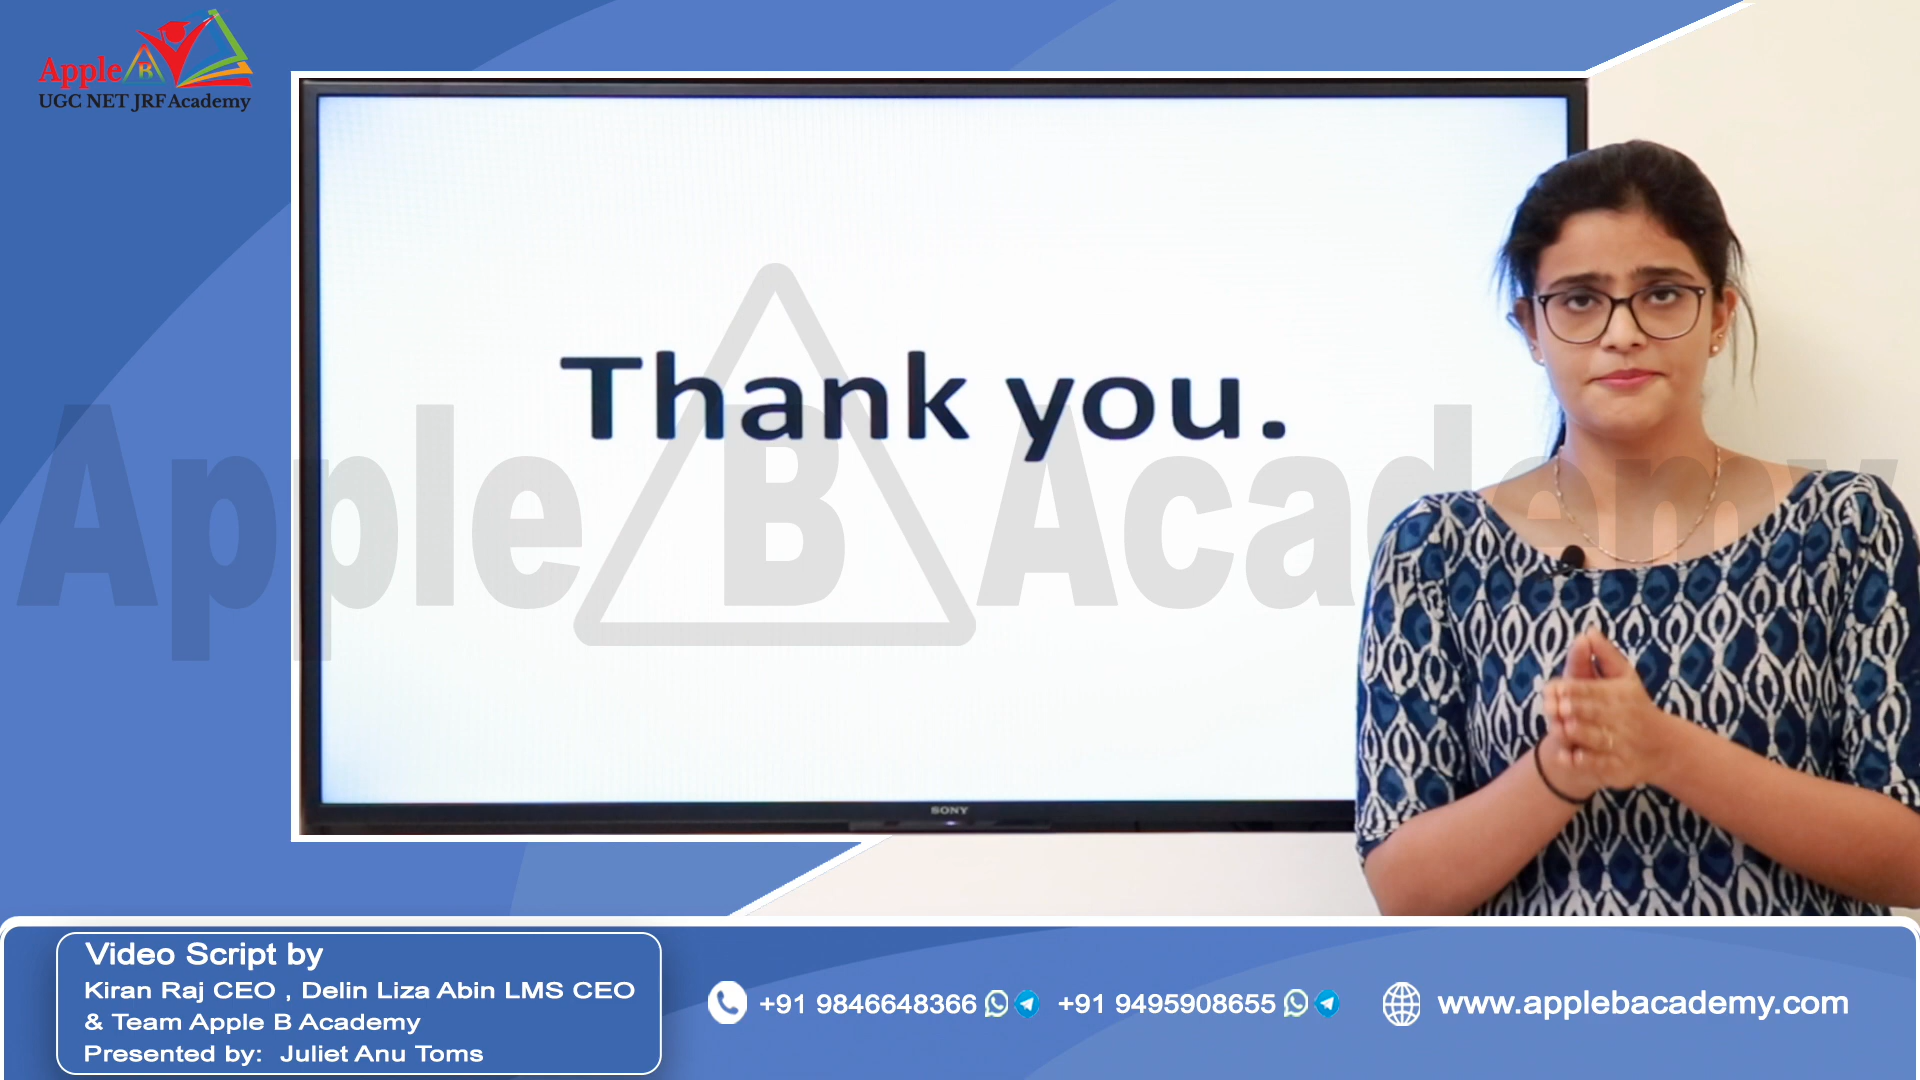 Apple B
UGC NET JRF Academy
Thank you.
Apple B Academy
SONY
Video Script by
Kiran Raj CEO , Delin Liza Abin LMS CEO
& Team Apple B Academy
Presented by: Juliet Anu Toms
+91 9846648366 +91 9495908655 www.applebacademy.com